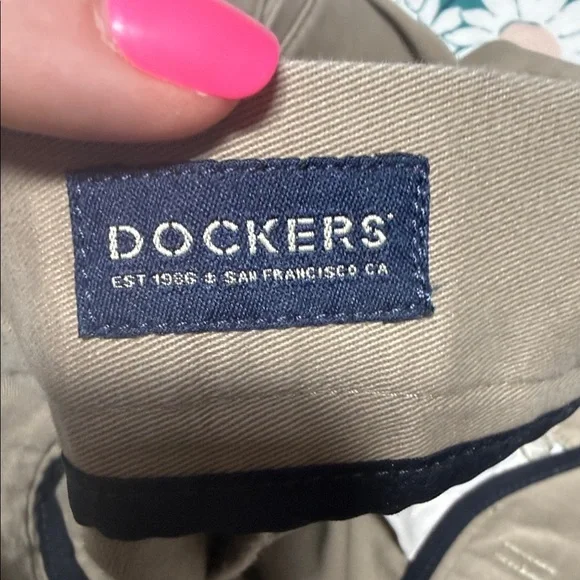 DOCKERS
EST 1986 ± SAN FRANCISCO CA